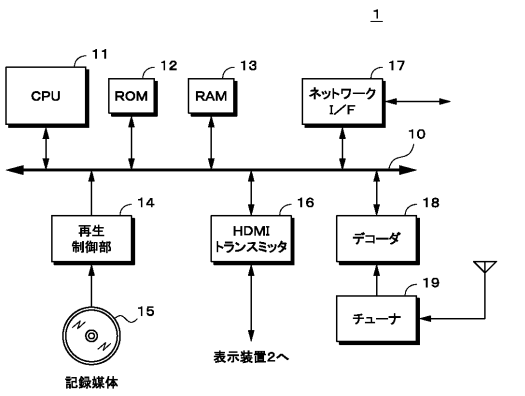 1
11
CPU
12
ROM
13
RAM
17
ネットワーク
I/F
10
14
再生
制御部
16
HDMI
トランスミッタ
18
デコーダ
15
19
チューナ
記録媒体
表示装置2へ